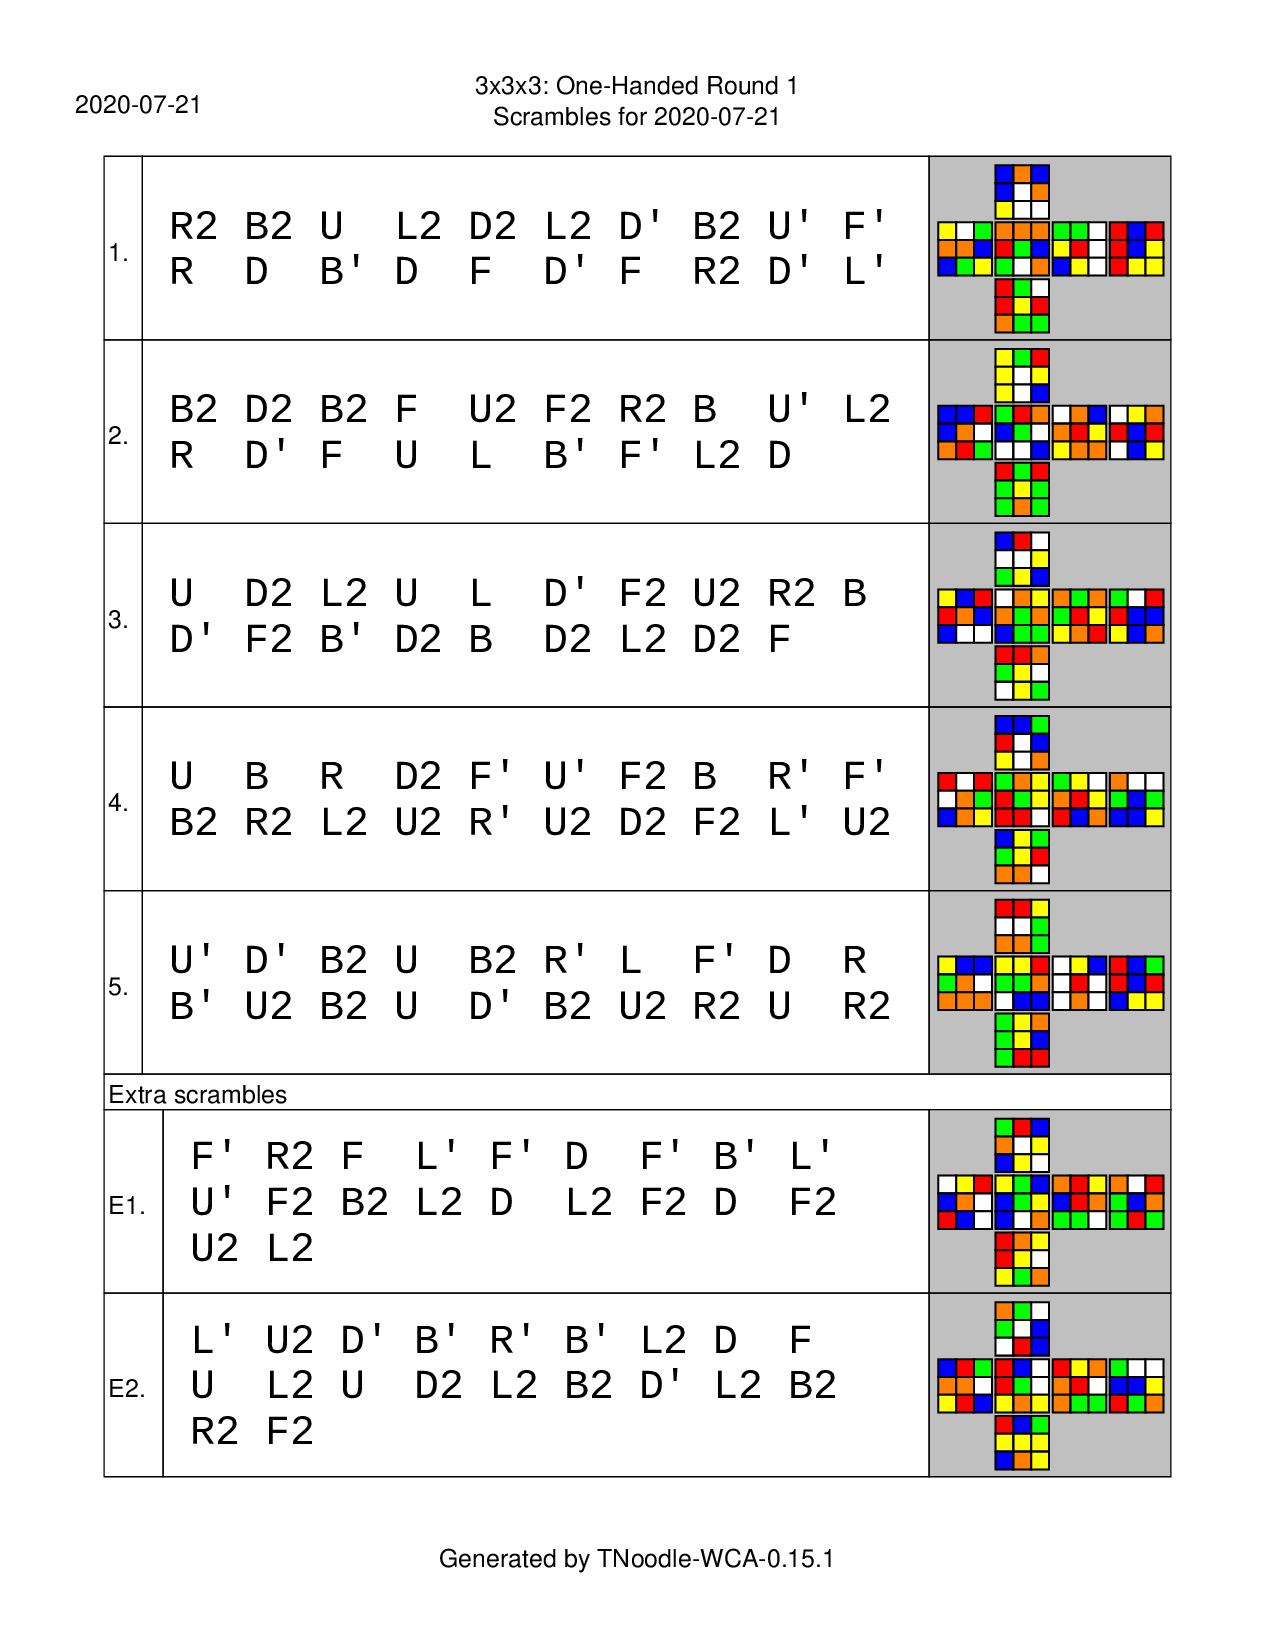 2020-07-21
3x3x3: One-Handed Round 1
Scrambles for 2020-07-21
1.
R2 B2 U L2 D2 L2 D' B2 U' F'
R D B' D F D' F R2 D' L'
2.
B2 D2 B2 F U2 F2 R2 B U' L2
R D' F U L B' F' L2 D
3.
U D2 L2 U L D' F2 U2 R2 B
D' F2 B' D2 B D2 L2 D2 F
4.
U B R D2 F' U' F2 B R' F'
B2 R2 L2 U2 R' U2 D2 F2 L' U2
5.
U' D' B2 U B2 R' L F' D R
B' U2 B2 U D' B2 U2 R2 U R2
Extra scrambles
E1.
F' R2 F L' F' D F' B' L'
U' F2 B2 L2 D L2 F2 D F2
U2 L2
E2.
L' U2 D' B' R' B' L2 D F
U L2 U D2 L2 B2 D' L2 B2
R2 F2
Generated by TNoodle-WCA-0.15.1